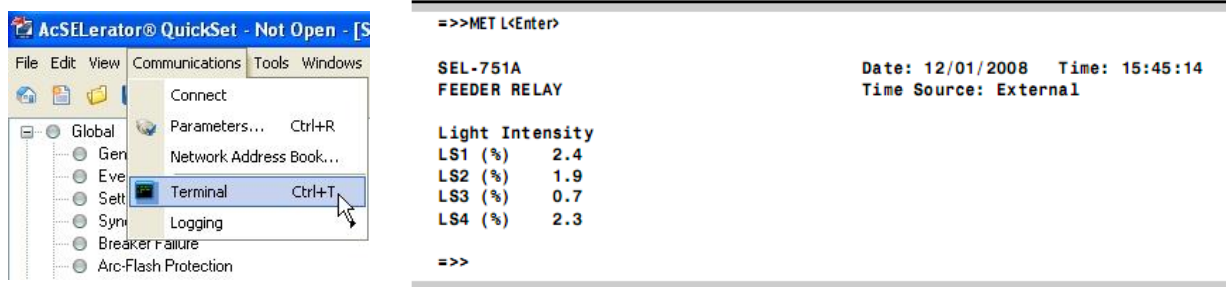 AcSELerator® QuickSet - Not Open - [S
File Edit View Communications Tools Windows
Connect
Parameters... Ctrl+R
Global
Gen
Network Address Book...
Eve
Terminal Ctrl+T
Sett
Syn
Logging
Breaker Failure
Arc-Flash Protection
=>>MET L<Enter>
SEL-751A Date: 12/01/2008 Time: 15:45:14
FEEDER RELAY Time Source: External
Light Intensity
LS1 (%) 2.4
LS2 (%) 1.9
LS3 (%) 0.7
LS4 (%) 2.3
=>>